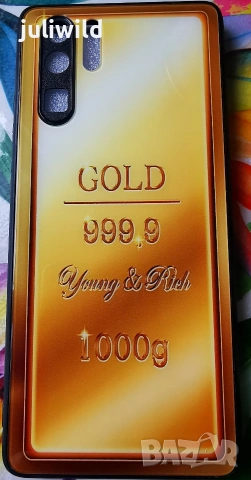 juliwild
GOLD
999,9
Young & Rich
1000g
BAZAR